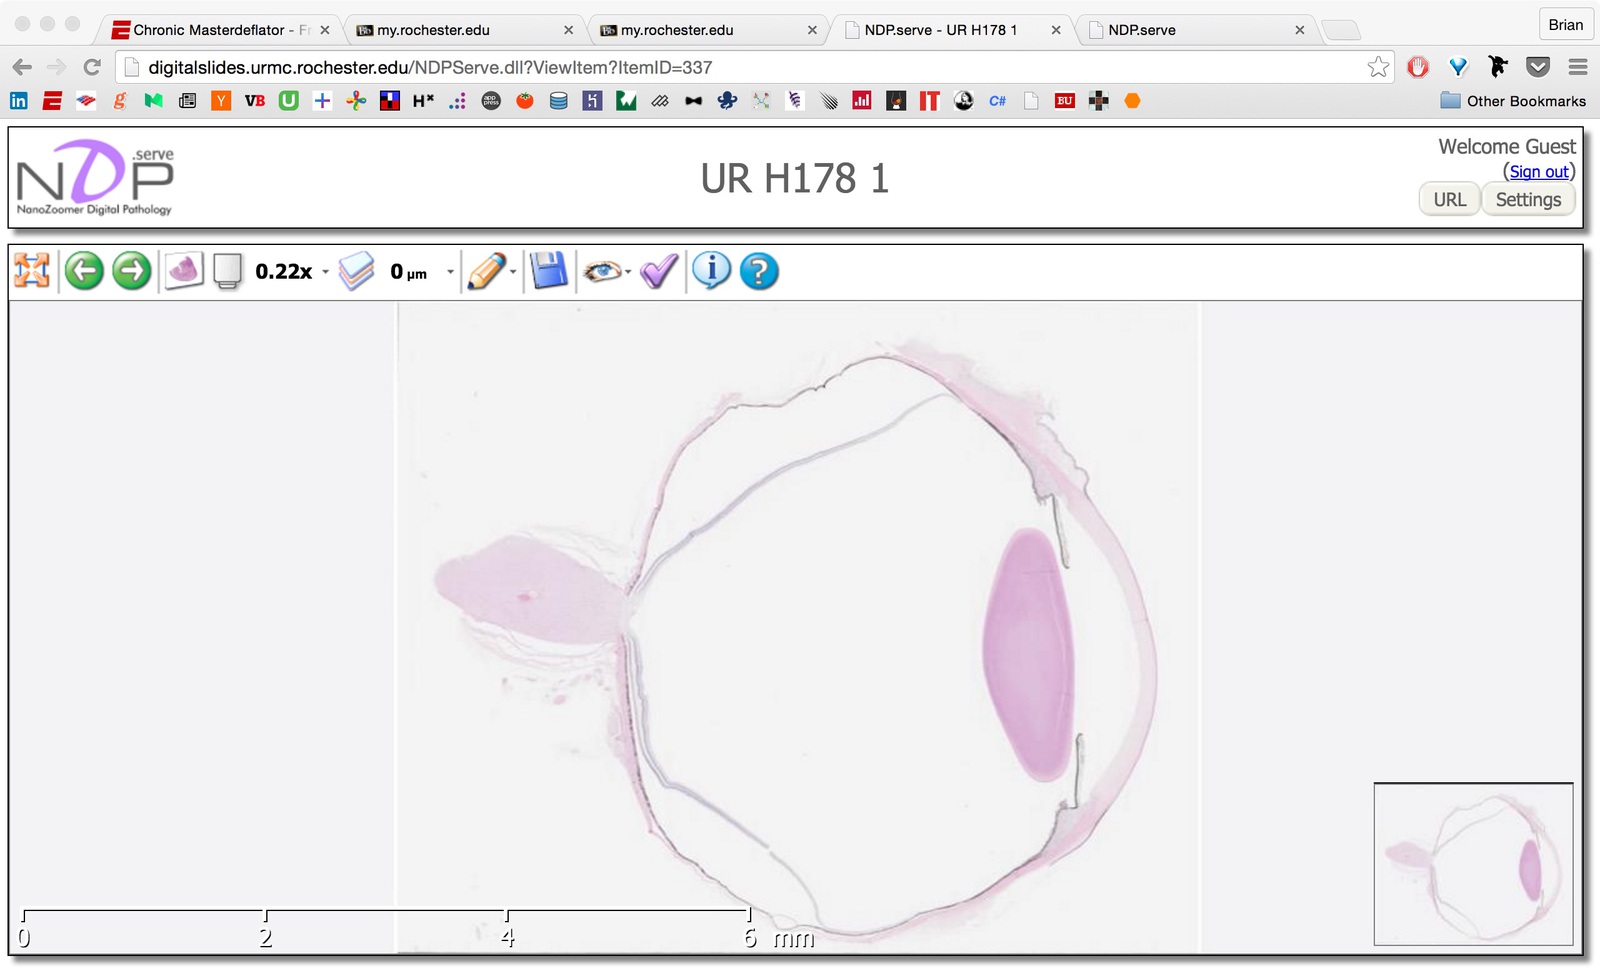 Chronic Masterdeflator - Fr
my.rochester.edu
my.rochester.edu
NDP.serve - UR H178 1
NDP.serve
Brian
digitalslides.urmc.rochester.edu/NDPServe.dll?ViewItem?ItemID=337
Other Bookmarks
NDP.serve
NanoZoomer Digital Pathology
UR H178 1
Welcome Guest
(Sign out)
URL Settings
0.22x 0 µm
0 2 4 6 mm